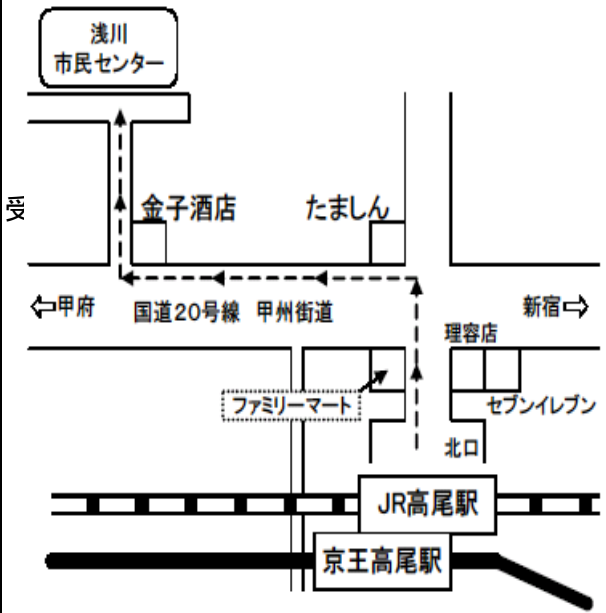 浅川
市民センター
受
金子酒店
たましん
甲府
国道20号線 甲州街道
新宿
理容店
ファミリーマート
セブンイレブン
北口
JR高尾駅
京王高尾駅